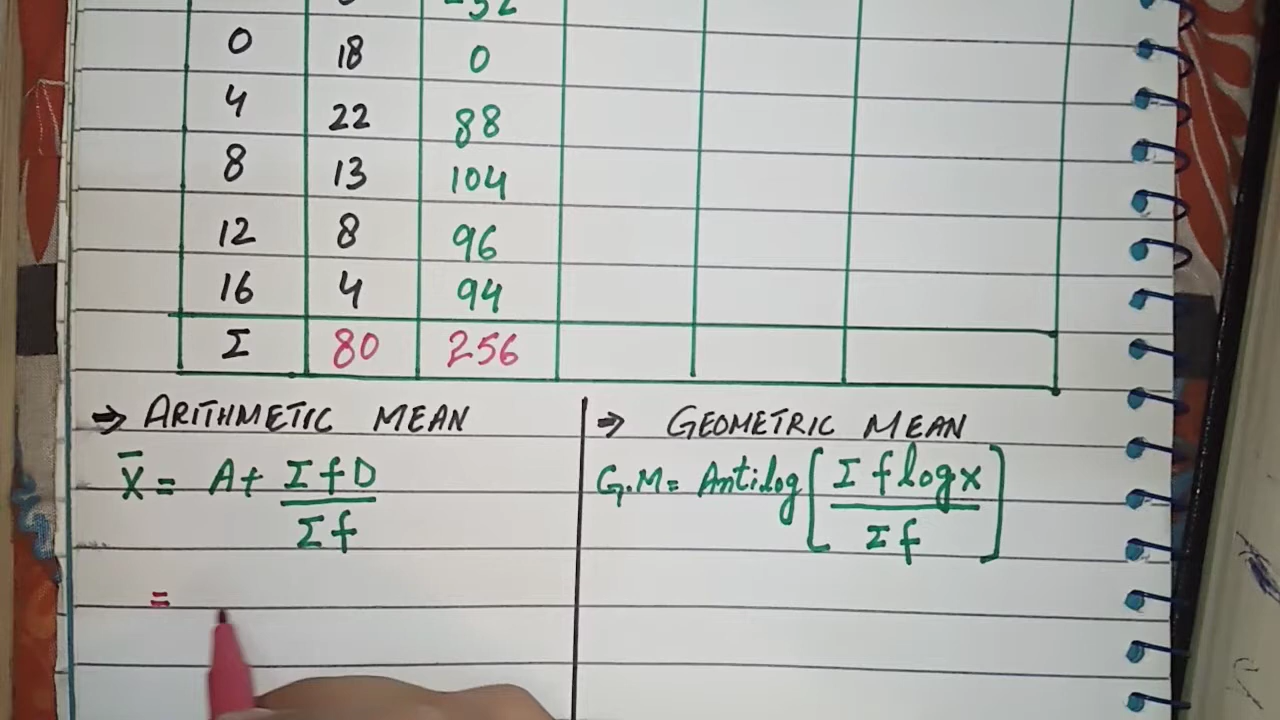 -32
0 18 0
4 22 88
8 13 104
12 8 96
16 4 94
Σ 80 256
⇒ ARITHMETIC MEAN
X̄ = A + ΣfD / Σf
=
⇒ GEOMETRIC MEAN
G.M = Antilog [Σ f log x / Σf]